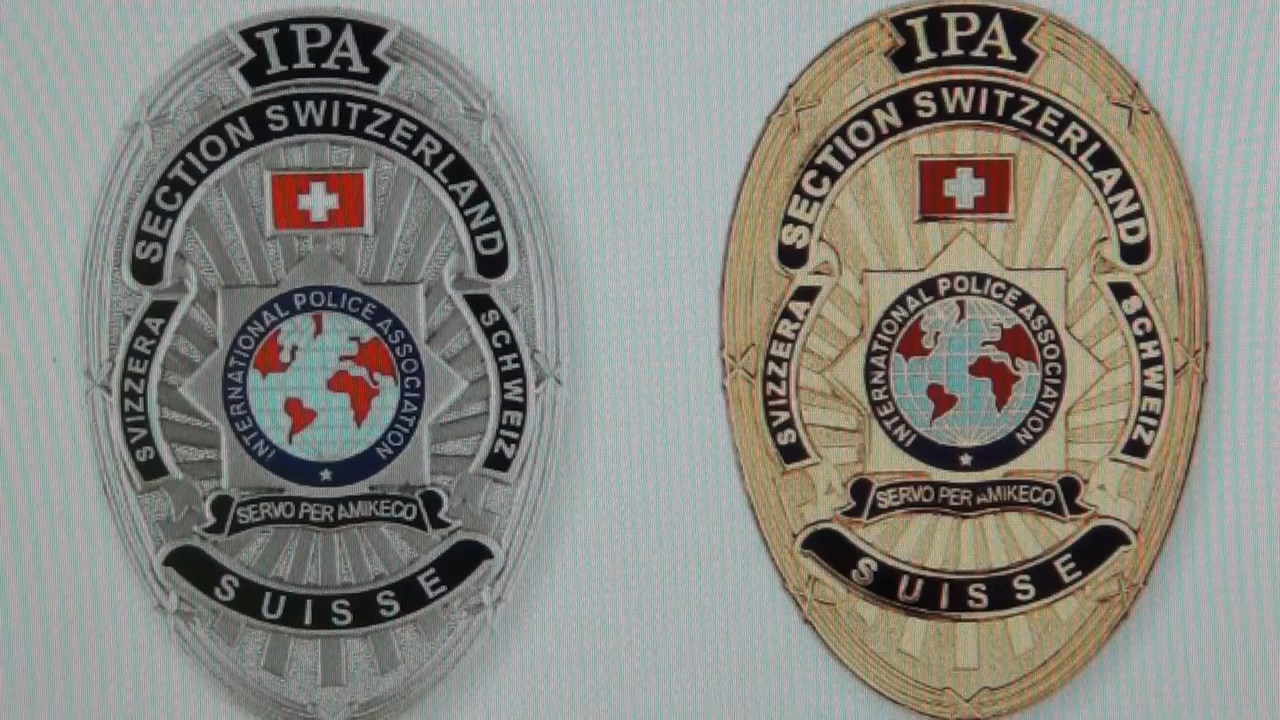 IPA
SECTION SWITZERLAND
SVIZZERA
SCHWEIZ
INTERNATIONAL POLICE ASSOCIATION
SERVO PER AMIKECO
SUISSE
IPA
SECTION SWITZERLAND
SVIZZERA
SCHWEIZ
INTERNATIONAL POLICE ASSOCIATION
SERVO PER AMIKECO
SUISSE